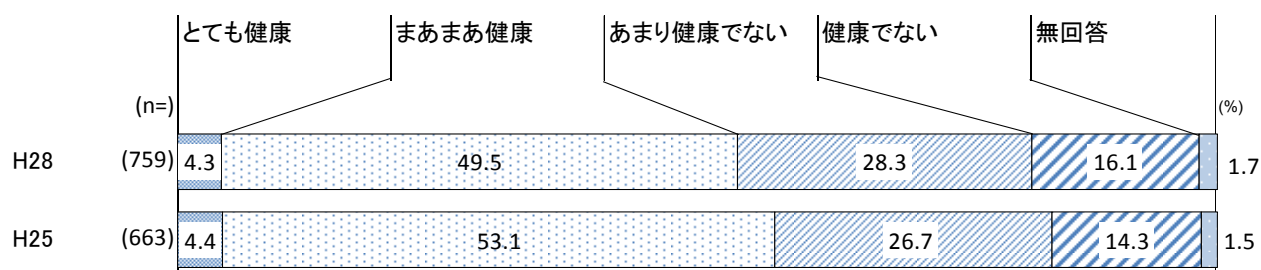 とても健康 まあまあ健康 あまり健康でない 健康でない 無回答
(n=) (%)
H28 (759) 4.3 49.5 28.3 16.1 1.7
H25 (663) 4.4 53.1 26.7 14.3 1.5